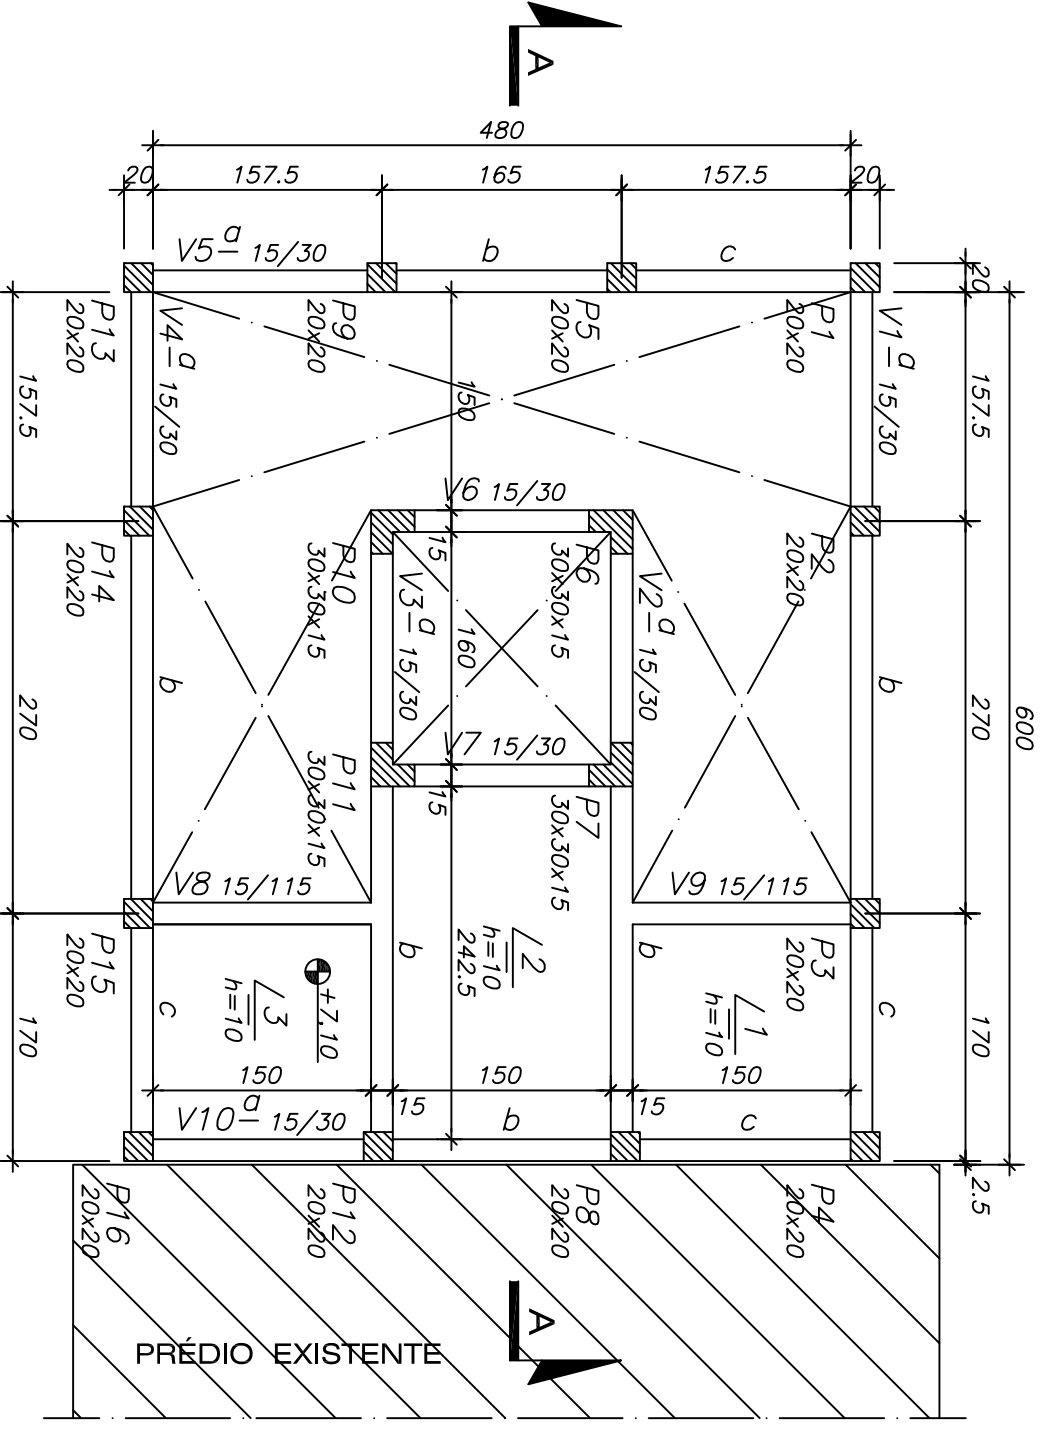 A
480
20
157.5
165
157.5
20
V5 a 15/30
b
c
20
P13
20x20
V4 a 15/30
P9
20x20
P5
20x20
P1
20x20
V1 a 15/30
157.5
157.5
150
600
V6 15/30
15
P14
20x20
P10
30x30x15
V3 a 15/30
160
P6
30x30x15
V2 a 15/30
P2
20x20
b
b
270
270
V7 15/30
15
P11
30x30x15
P7
30x30x15
V8 15/115
V9 15/115
P15
20x20
c
L3
h=10
+7.10
b
L2
h=10
242.5
b
L1
h=10
P3
20x20
c
170
170
150
15
150
15
150
V10 a 15/30
b
c
2.5
P16
20x20
P12
20x20
P8
20x20
P4
20x20
A
PRÉDIO EXISTENTE